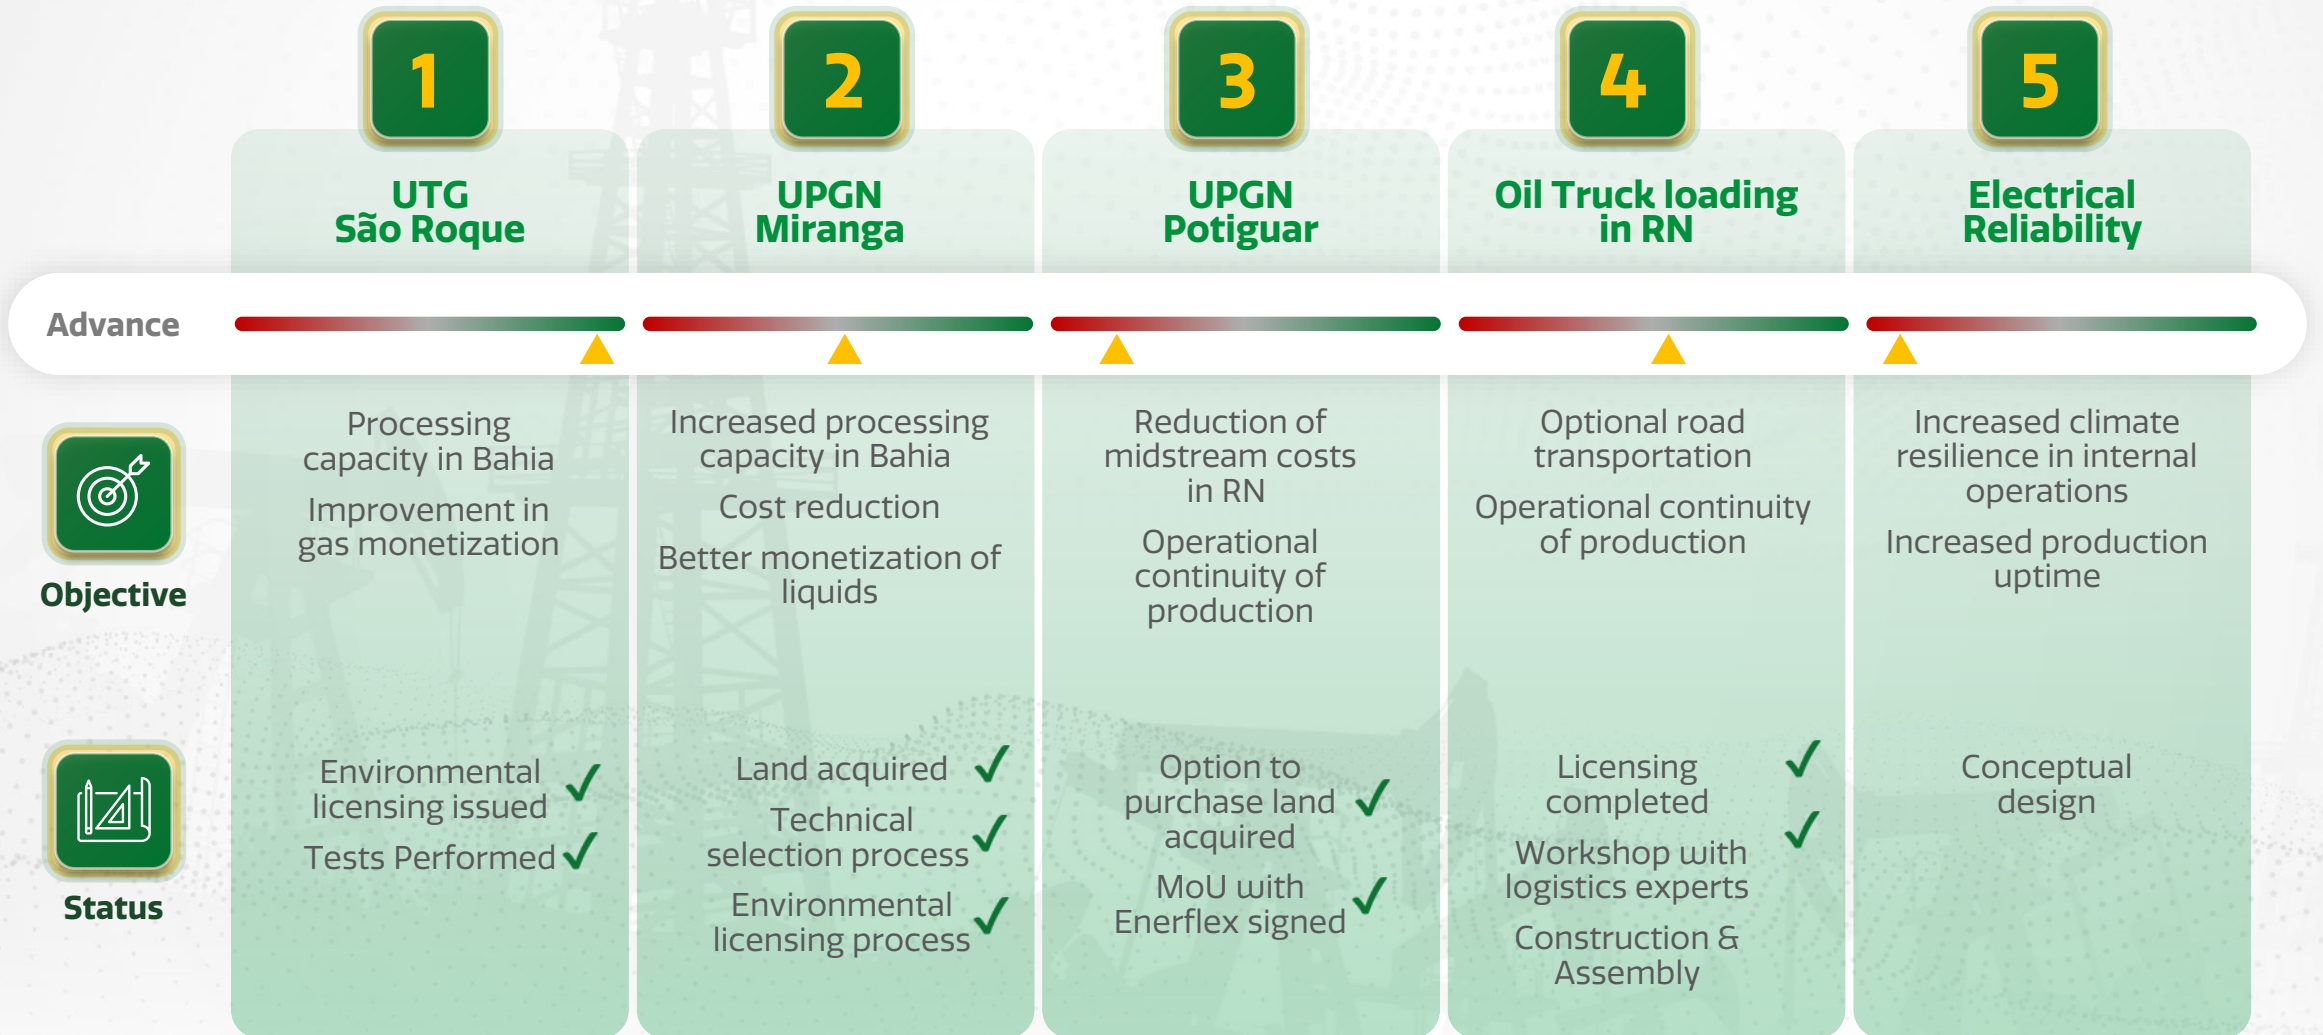 1
2
3
4
5
UTG
São Roque
UPGN
Miranga
UPGN
Potiguar
Oil Truck loading
in RN
Electrical
Reliability
Advance
Objective
Processing
capacity in Bahia
Improvement in
gas monetization
Increased processing
capacity in Bahia
Cost reduction
Better monetization of
liquids
Reduction of
midstream costs
in RN
Operational
continuity of
production
Optional road
transportation
Operational continuity
of production
Increased climate
resilience in internal
operations
Increased production
uptime
Status
Environmental
licensing issued
Tests Performed
Land acquired
Technical
selection process
Environmental
licensing process
Option to
purchase land
acquired
MoU with
Enerflex signed
Licensing
completed
Workshop with
logistics experts
Construction &
Assembly
Conceptual
design